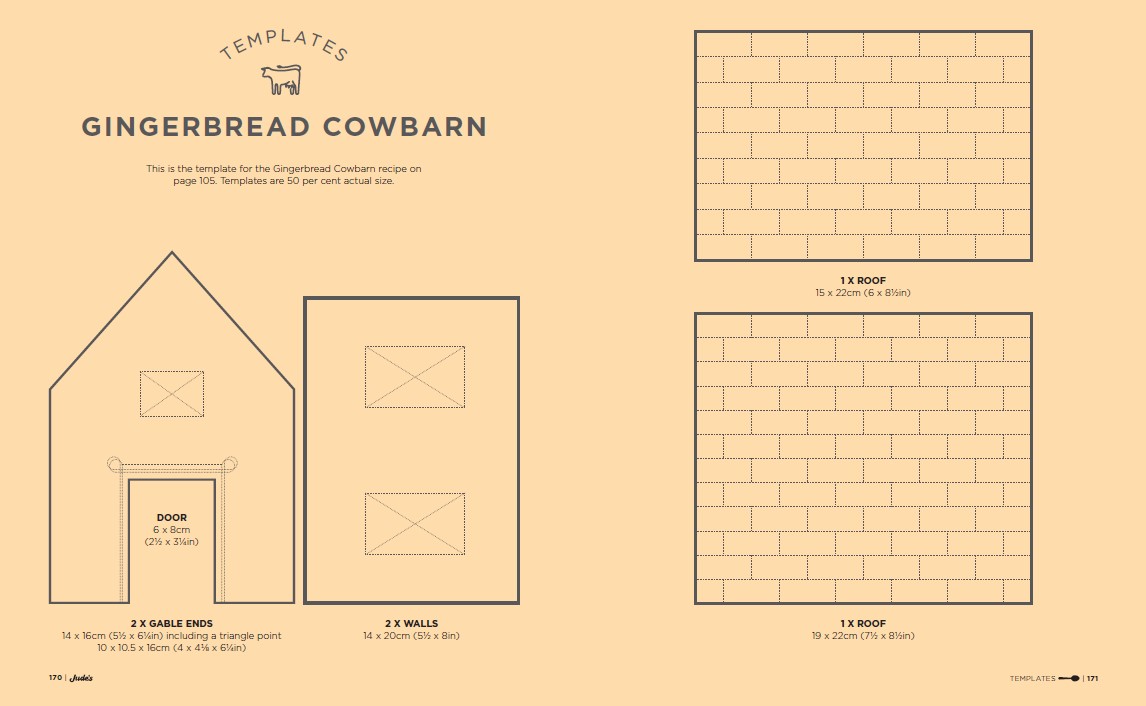 TEMPLATES
GINGERBREAD COWBARN
This is the template for the Gingerbread Cowbarn recipe on
page 105. Templates are 50 per cent actual size.
DOOR
6 x 8cm
(2½ x 3¼in)
2 X GABLE ENDS
14 x 16cm (5½ x 6¼in) including a triangle point
10 x 10.5 x 16cm (4 x 4⅛ x 6¼in)
2 X WALLS
14 x 20cm (5½ x 8in)
170 | Jude's
1 X ROOF
15 x 22cm (6 x 8½in)
1 X ROOF
19 x 22cm (7½ x 8½in)
TEMPLATES | 171